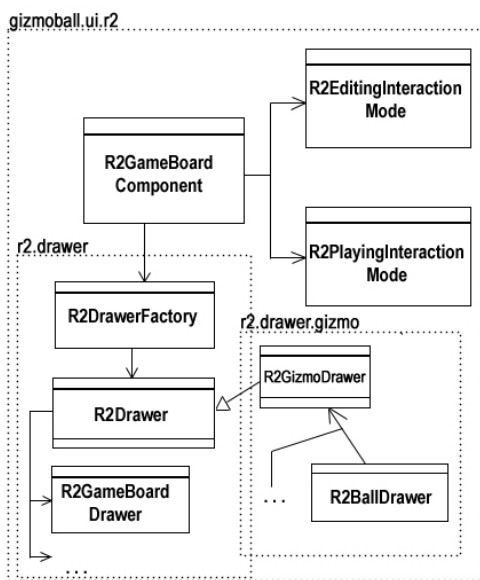 gizmoball.ui.r2
R2EditingInteraction
Mode
R2GameBoard
Component
R2PlayingInteraction
Mode
r2.drawer
R2DrawerFactory
r2.drawer.gizmo
R2GizmoDrawer
R2Drawer
R2GameBoard
Drawer
...
R2BallDrawer
...